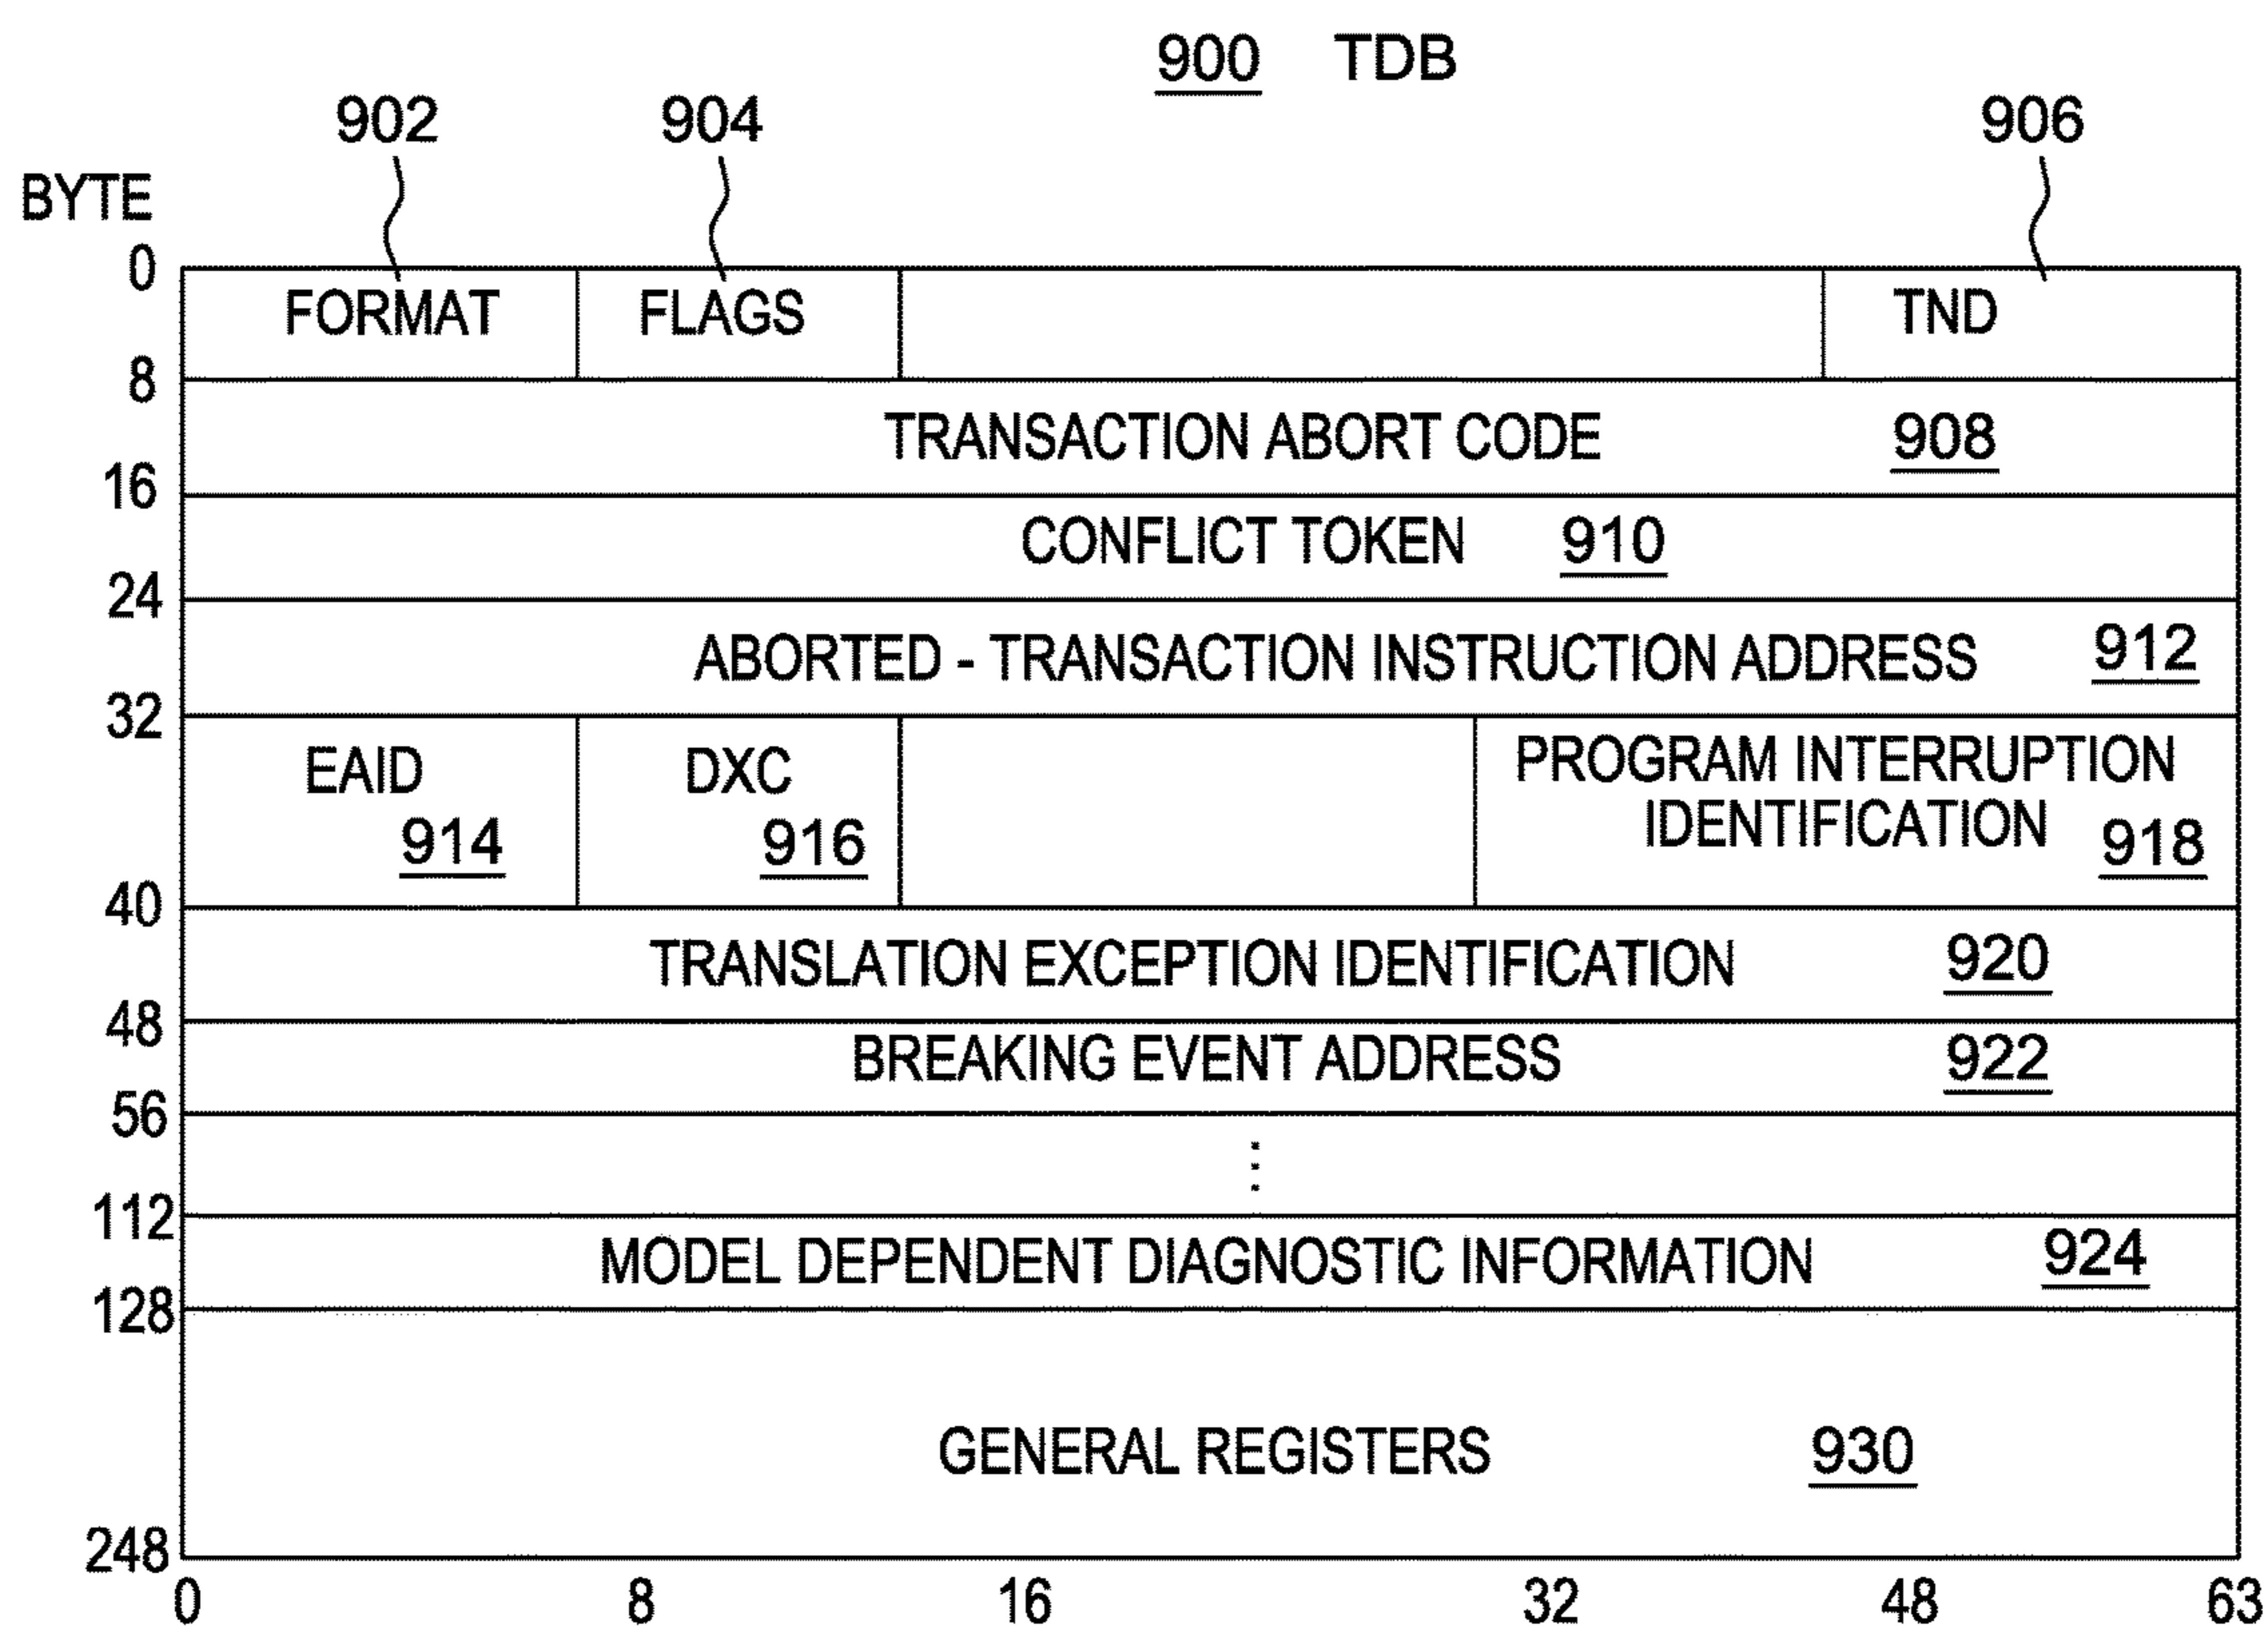 900 TDB
902 904 906
BYTE
0
FORMAT FLAGS TND
8
TRANSACTION ABORT CODE 908
16
CONFLICT TOKEN 910
24
ABORTED - TRANSACTION INSTRUCTION ADDRESS 912
32
EAID DXC PROGRAM INTERRUPTION
IDENTIFICATION
914 916 918
40
TRANSLATION EXCEPTION IDENTIFICATION 920
48
BREAKING EVENT ADDRESS 922
56
⋮
112
MODEL DEPENDENT DIAGNOSTIC INFORMATION 924
128
GENERAL REGISTERS 930
248
0 8 16 32 48 63